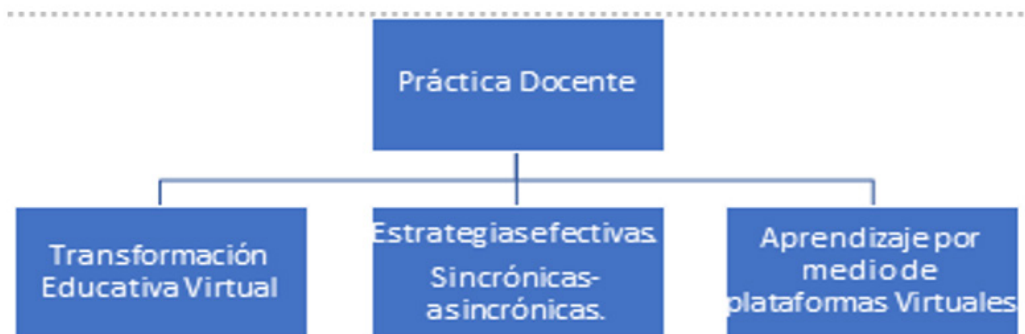 Práctica Docente
Transformación
Educativa Virtual
Estrategias efectivas.
Sincrónicas-
asincrónicas.
Aprendizaje por
medio de
plataformas Virtuales